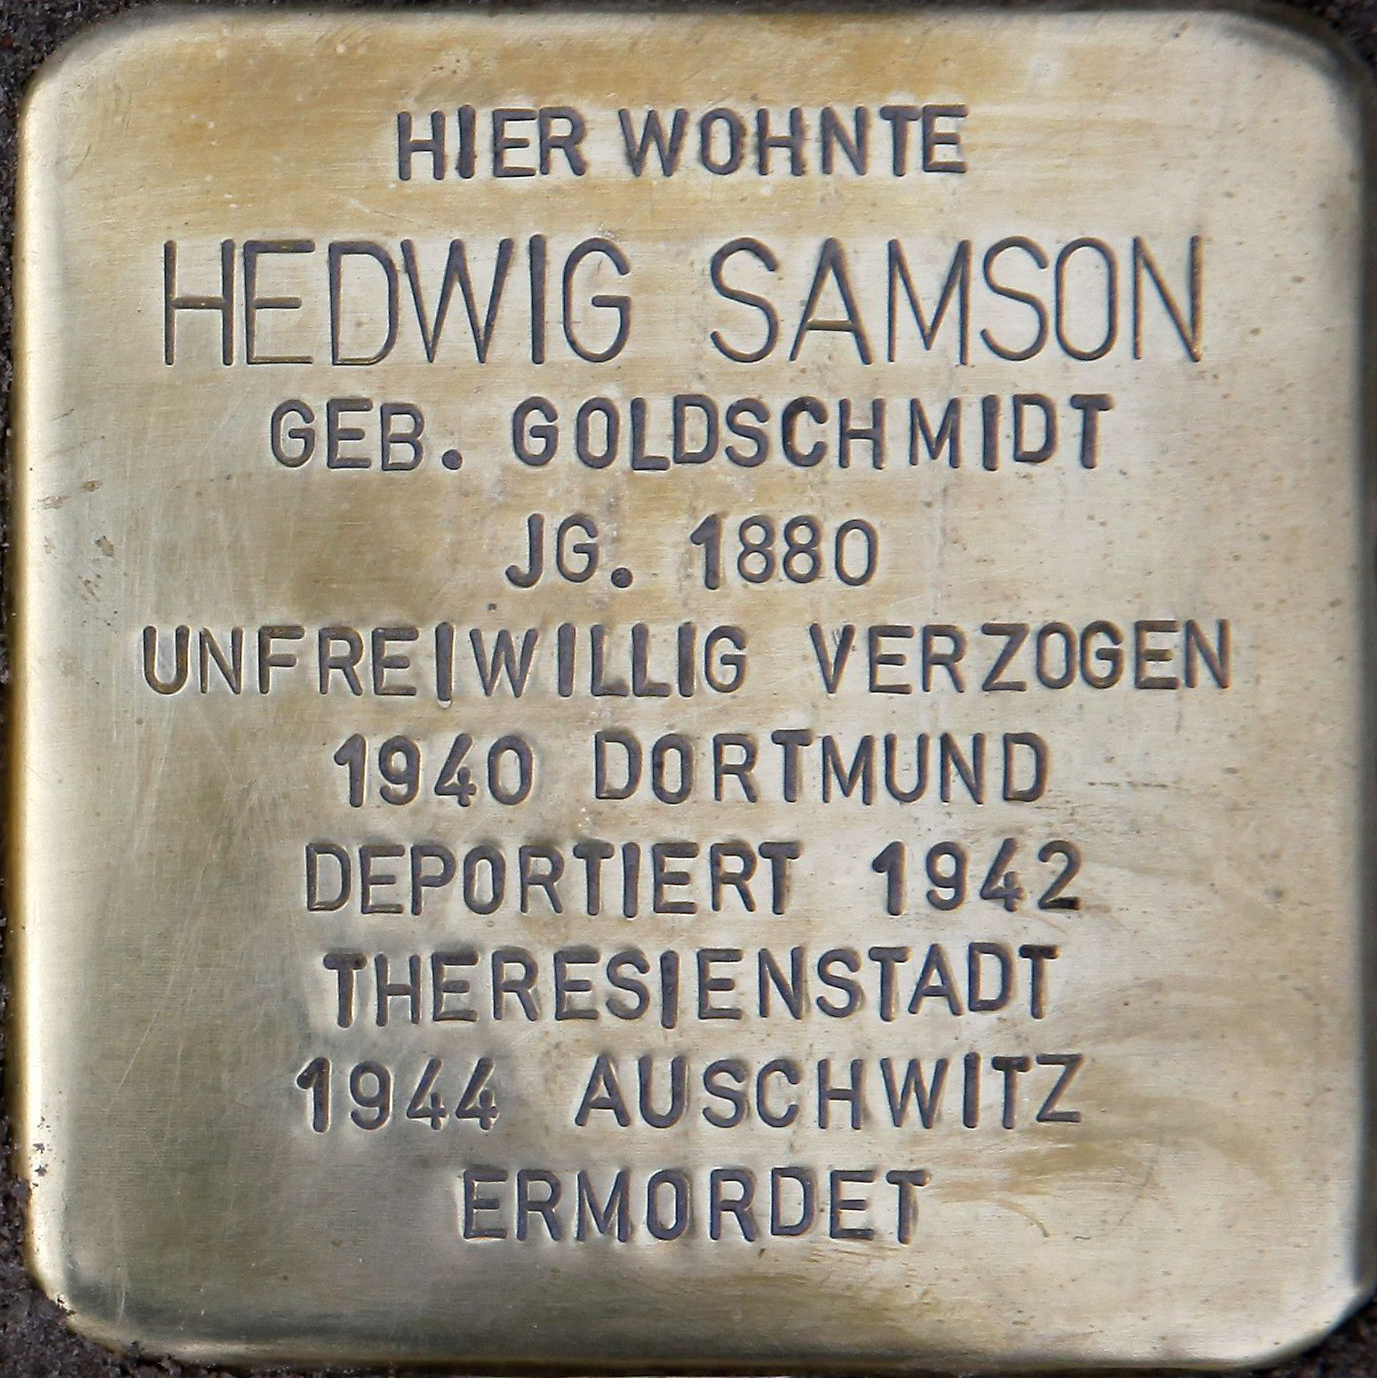 HIER WOHNTE
HEDWIG SAMSON
GEB. GOLDSCHMIDT
JG. 1880
UNFREIWILLIG VERZOGEN
1940 DORTMUND
DEPORTIERT 1942
THERESIENSTADT
1944 AUSCHWITZ
ERMORDET